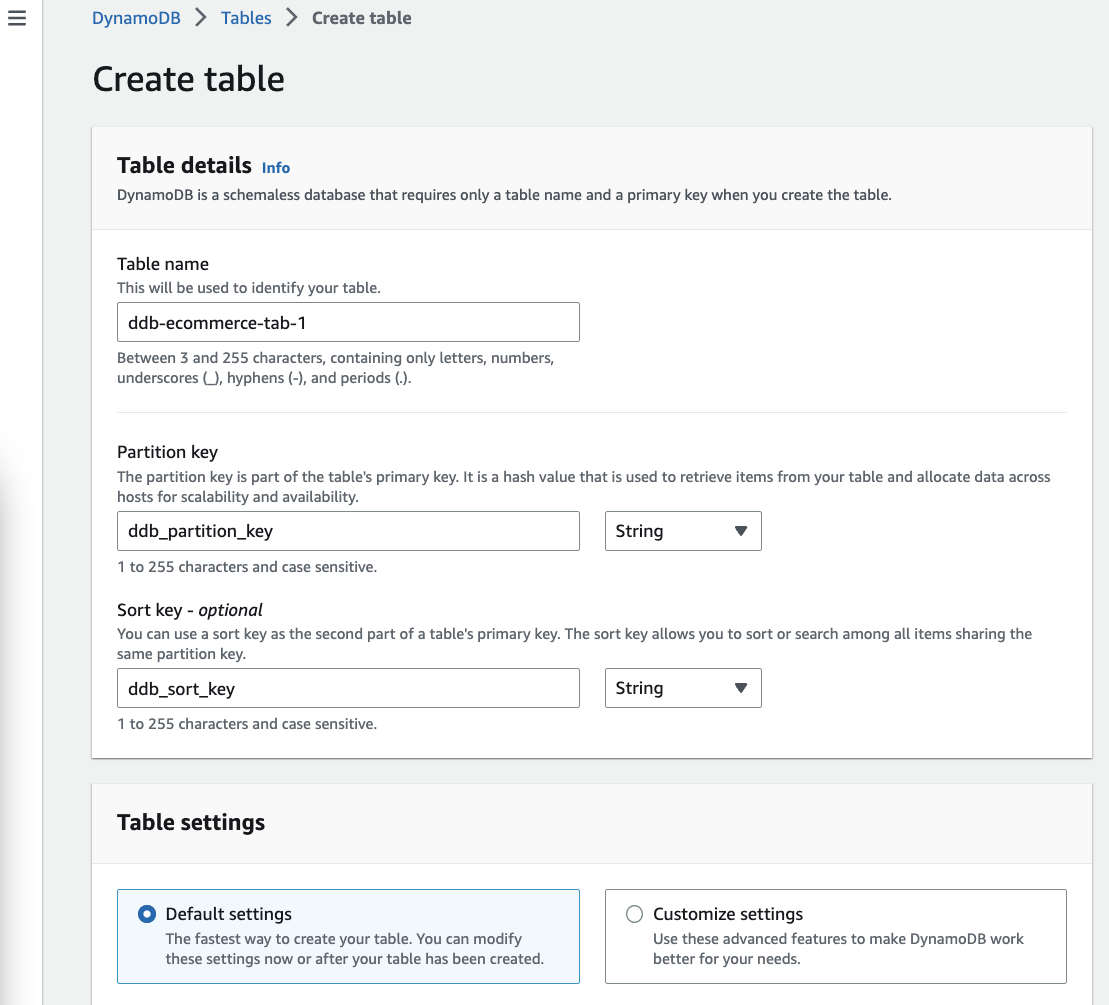 DynamoDB > Tables > Create table
Create table
Table details Info
DynamoDB is a schemaless database that requires only a table name and a primary key when you create the table.
Table name
This will be used to identify your table.
ddb-ecommerce-tab-1
Between 3 and 255 characters, containing only letters, numbers,
underscores (_), hyphens (-), and periods (.).
Partition key
The partition key is part of the table's primary key. It is a hash value that is used to retrieve items from your table and allocate data across
hosts for scalability and availability.
ddb_partition_key String
1 to 255 characters and case sensitive.
Sort key - optional
You can use a sort key as the second part of a table's primary key. The sort key allows you to sort or search among all items sharing the
same partition key.
ddb_sort_key String
1 to 255 characters and case sensitive.
Table settings
Default settings
The fastest way to create your table. You can modify
these settings now or after your table has been created.
Customize settings
Use these advanced features to make DynamoDB work
better for your needs.